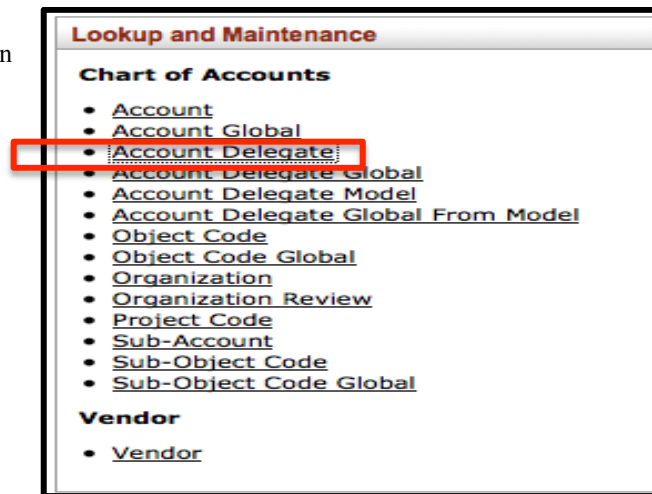 n
Lookup and Maintenance
Chart of Accounts
• Account
• Account Global
• Account Delegate
• Account Delegate Global
• Account Delegate Model
• Account Delegate Global From Model
• Object Code
• Object Code Global
• Organization
• Organization Review
• Project Code
• Sub-Account
• Sub-Object Code
• Sub-Object Code Global
Vendor
• Vendor